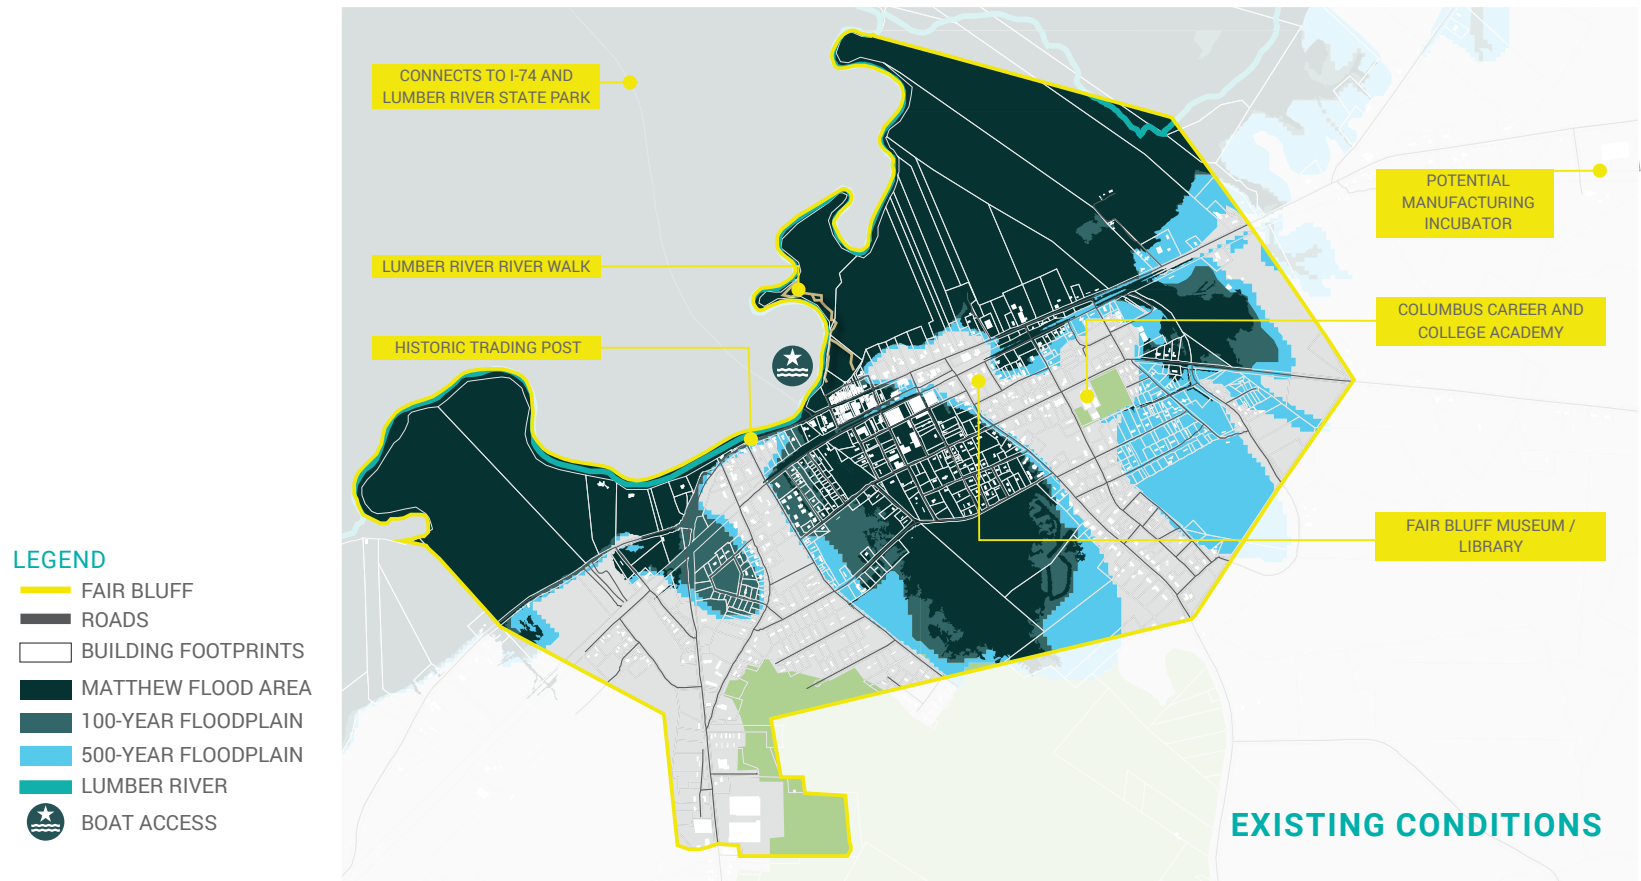 CONNECTS TO I-74 AND
LUMBER RIVER STATE PARK
LUMBER RIVER RIVER WALK
HISTORIC TRADING POST
POTENTIAL
MANUFACTURING
INCUBATOR
COLUMBUS CAREER AND
COLLEGE ACADEMY
FAIR BLUFF MUSEUM /
LIBRARY
LEGEND
FAIR BLUFF
ROADS
BUILDING FOOTPRINTS
MATTHEW FLOOD AREA
100-YEAR FLOODPLAIN
500-YEAR FLOODPLAIN
LUMBER RIVER
BOAT ACCESS
EXISTING CONDITIONS